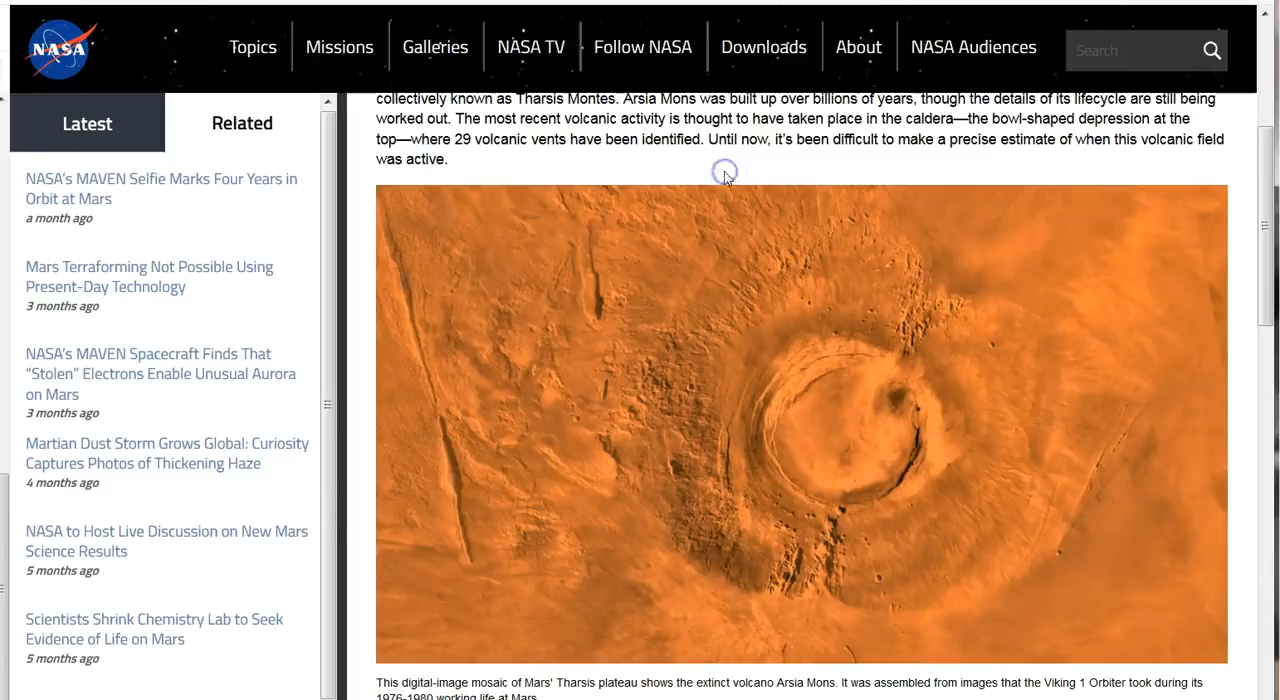 NASA
Topics
Missions
Galleries
NASA TV
Follow NASA
Downloads
About
NASA Audiences
Search
Latest
Related
NASA's MAVEN Selfie Marks Four Years in
Orbit at Mars
a month ago
Mars Terraforming Not Possible Using
Present-Day Technology
3 months ago
NASA's MAVEN Spacecraft Finds That
“Stolen” Electrons Enable Unusual Aurora
on Mars
3 months ago
Martian Dust Storm Grows Global: Curiosity
Captures Photos of Thickening Haze
4 months ago
NASA to Host Live Discussion on New Mars
Science Results
5 months ago
Scientists Shrink Chemistry Lab to Seek
Evidence of Life on Mars
5 months ago
collectively known as Tharsis Montes. Arsia Mons was built up over billions of years, though the details of its lifecycle are still being
worked out. The most recent volcanic activity is thought to have taken place in the caldera—the bowl-shaped depression at the
top—where 29 volcanic vents have been identified. Until now, it's been difficult to make a precise estimate of when this volcanic field
was active.
This digital-image mosaic of Mars' Tharsis plateau shows the extinct volcano Arsia Mons. It was assembled from images that the Viking 1 Orbiter took during its
1976-1980 working life at Mars.